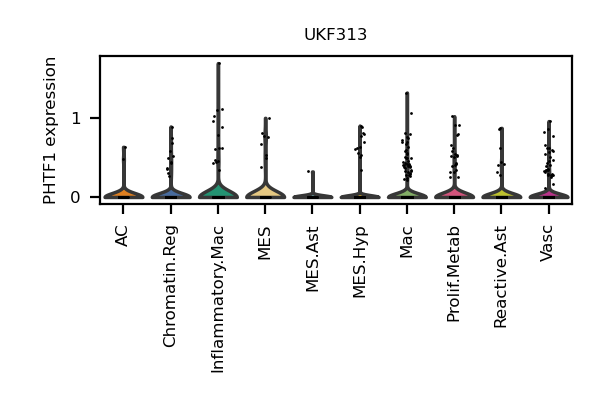 UKF313
PHTF1 expression
1
0
AC
Chromatin.Reg
Inflammatory.Mac
MES
MES.Ast
MES.Hyp
Mac
Prolif.Metab
Reactive.Ast
Vasc